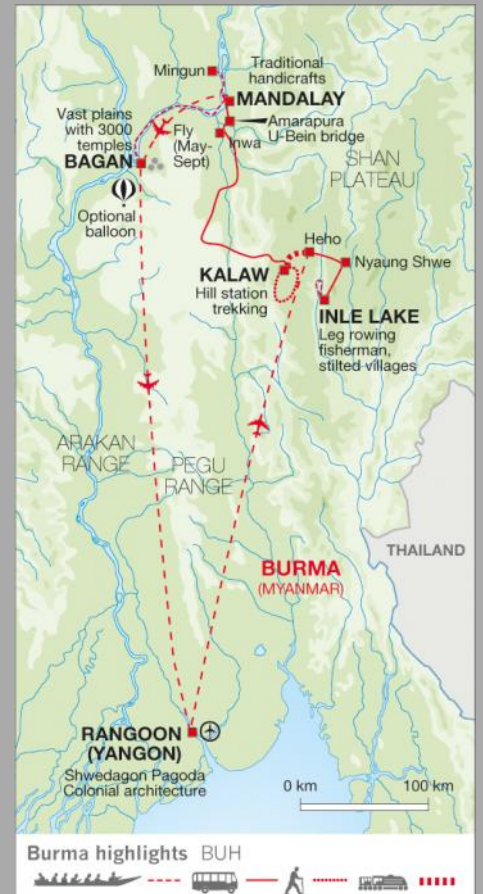 Mingun
Traditional
handicrafts
MANDALAY
Vast plains
with 3000
temples
BAGAN
Fly
(May-
Sept)
Amarapura
U-Bein bridge
Inwa
SHAN
PLATEAU
Optional
balloon
Heho
Nyaung Shwe
KALAW
Hill station
trekking
INLE LAKE
Leg rowing
fisherman,
stilted villages
ARAKAN
RANGE
PEGU
RANGE
THAILAND
BURMA
(MYANMAR)
RANGOON
(YANGON)
Shwedagon Pagoda
Colonial architecture
0 km 100 km
Burma highlights BUH